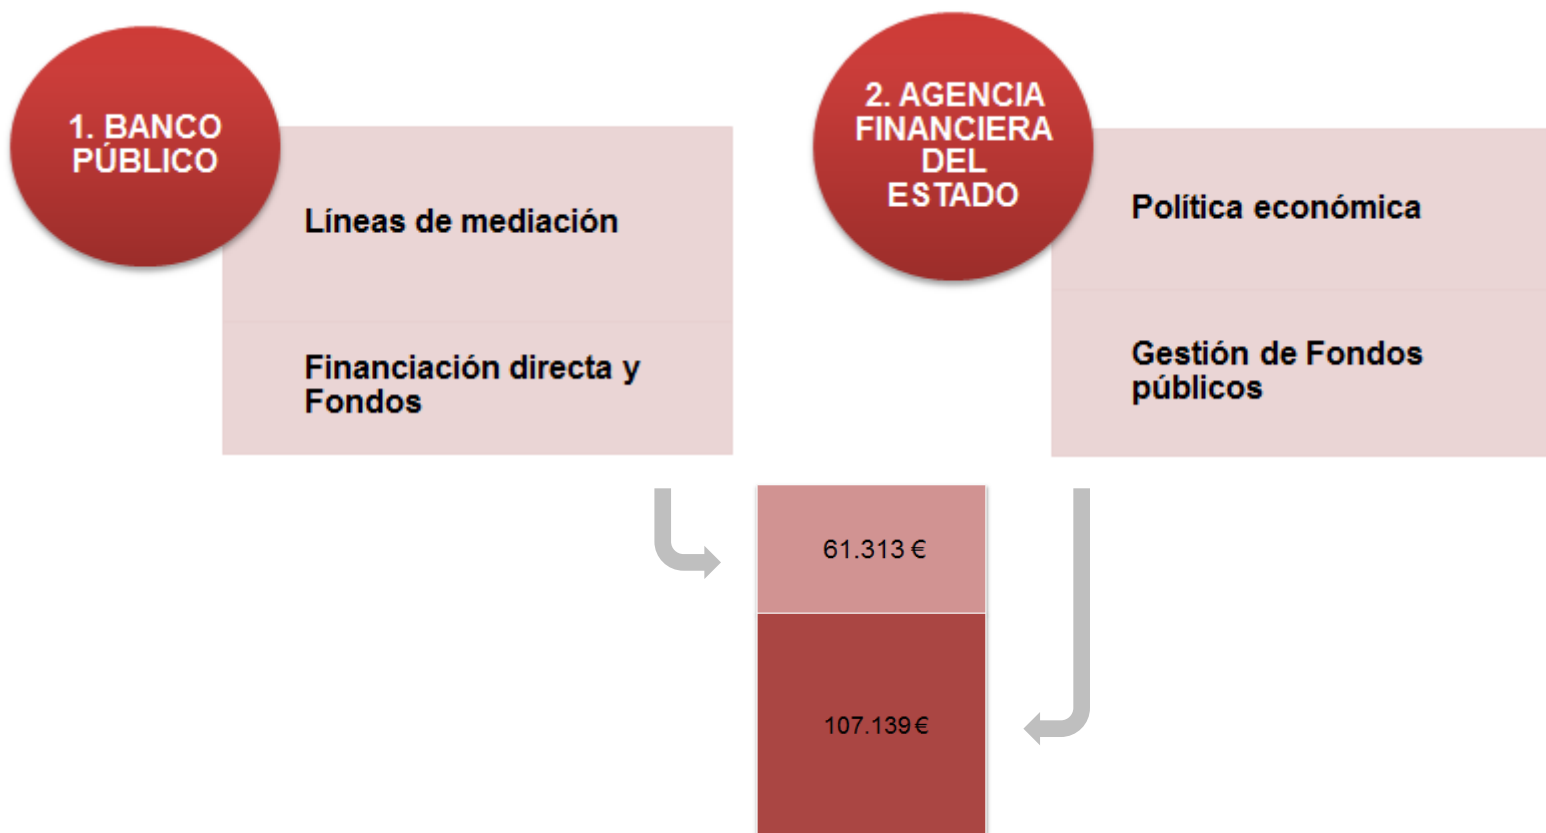 1. BANCO
PÚBLICO
Líneas de mediación
Financiación directa y
Fondos
2. AGENCIA
FINANCIERA
DEL
ESTADO
Política económica
Gestión de Fondos
públicos
61.313 €
107.139 €